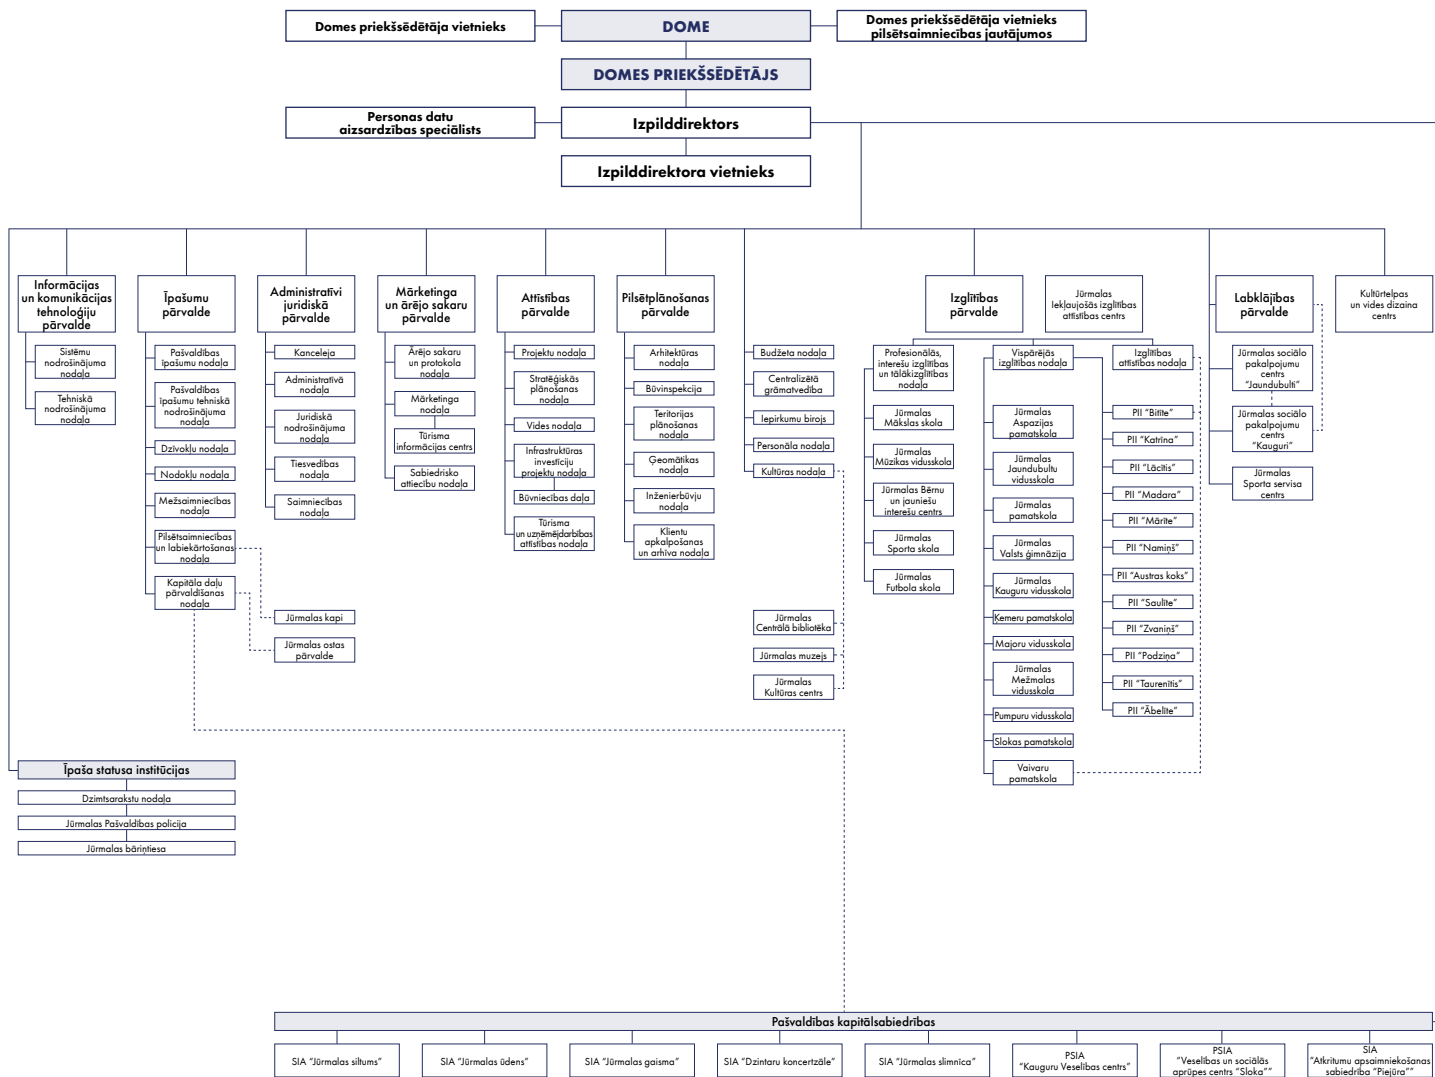 Domes priekšsēdētāja vietnieks
DOME
Domes priekšsēdētāja vietnieks
pilsētsaimniecības jautājumos
DOMES PRIEKŠSĒDĒTĀJS
Personas datu
aizsardzības speciālists
Izpilddirektors
Izpilddirektora vietnieks
Informācijas
un komunikācijas
tehnoloģiju
pārvalde
Sistēmu
nodrošinājuma
nodaļa
Tehniskā
nodrošinājuma
nodaļa
Īpašumu
pārvalde
Pašvaldības
īpašumu nodaļa
Pašvaldības
īpašumu tehniskā
nodrošinājuma
nodaļa
Dzīvokļu nodaļa
Nodokļu nodaļa
Mežsaimniecības
nodaļa
Pilsētsaimniecības
un labiekārtošanas
nodaļa
Kapitāla daļu
pārvaldīšanas
nodaļa
Administratīvi
juridiskā
pārvalde
Kanceleja
Administratīvā
nodaļa
Juridiskā
nodrošinājuma
nodaļa
Tiesvedības
nodaļa
Saimniecības
nodaļa
Jūrmalas kapi
Jūrmalas ostas
pārvalde
Mārketinga
un ārējo sakaru
pārvalde
Ārējo sakaru
un protokola
nodaļa
Mārketinga
nodaļa
Tūrisma
informācijas centrs
Sabiedrisko
attiecību nodaļa
Attīstības
pārvalde
Projektu nodaļa
Stratēģiskās
plānošanas
nodaļa
Vides nodaļa
Infrastruktūras
investīciju
projektu nodaļa
Būvniecības daļa
Tūrisma
un uzņēmējdarbības
attīstības nodaļa
Pilsētplānošanas
pārvalde
Arhitektūras
nodaļa
Būvinspekcija
Teritorijas
plānošanas
nodaļa
Ģeomātikas
nodaļa
Inženierbūvju
nodaļa
Klientu
apkalpošanas
un arhīva nodaļa
Budžeta nodaļa
Centralizētā
grāmatvedība
Iepirkumu birojs
Personāla nodaļa
Kultūras nodaļa
Jūrmalas
Centrālā bibliotēka
Jūrmalas muzejs
Jūrmalas
Kultūras centrs
Izglītības
pārvalde
Jūrmalas
Iekļaujošās izglītības
attīstības centrs
Profesionālās,
interešu izglītības
un tālākizglītības
nodaļa
Jūrmalas
Mākslas skola
Jūrmalas
Mūzikas vidusskola
Jūrmalas Bērnu
un jauniešu
interešu centrs
Jūrmalas
Sporta skola
Jūrmalas
Futbola skola
Vispārējās
izglītības nodaļa
Jūrmalas
Aspazijas
pamatskola
Jūrmalas
Jaundubultu
vidusskola
Jūrmalas
pamatskola
Jūrmalas
Valsts ģimnāzija
Jūrmalas
Kauguru vidusskola
Ķemeru pamatskola
Majoru vidusskola
Jūrmalas
Mežmalas
vidusskola
Pumpuru vidusskola
Slokas pamatskola
Vaivaru
pamatskola
Izglītības
attīstības nodaļa
PII "Bitīte"
PII "Katrīna"
PII "Lācītis"
PII "Madara"
PII "Mārīte"
PII "Namiņš"
PII "Austras koks"
PII "Saulīte"
PII "Zvaniņš"
PII "Podziņa"
PII "Taurenītis"
PII "Ābelīte"
Labklājības
pārvalde
Jūrmalas sociālo
pakalpojumu
centrs
"Jaundubulti"
Jūrmalas sociālo
pakalpojumu
centrs
"Kauguri"
Jūrmalas
Sporta servisa
centrs
Kultūrtelpas
un vides dizaina
centrs
Īpaša statusa institūcijas
Dzimtsarakstu nodaļa
Jūrmalas Pašvaldības policija
Jūrmalas bāriņtiesa
Pašvaldības kapitālsabiedrības
SIA "Jūrmalas siltums"
SIA "Jūrmalas ūdens"
SIA "Jūrmalas gaisma"
SIA "Dzintaru koncertzāle"
SIA "Jūrmalas slimnīca"
PSIA
"Kauguru Veselības centrs"
PSIA
"Veselības un sociālās
aprūpes centrs "Sloka""
SIA
"Atkritumu apsaimniekošanas
sabiedrība "Piejūra""